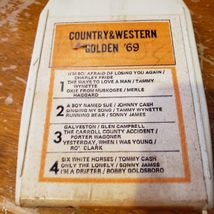 COUNTRY&WESTERN
GOLDEN '69
1 I'M SO AFRAID OF LOSING YOU AGAIN /
CHARLEY PRIDE
THE WAYS TO LOVE A MAN / TAMMY
WYNETTE
OKIE FROM MUSKOGEE / MERLE
HAGGARD
2 A BOY NAMED SUE / JOHNNY CASH
SINGING MY SONG / TAMMY WYNETTE
RUNNING BEAR / SONNY JAMES
3 GALVESTON / GLEN CAMPBELL
THE CARROLL COUNTY ACCIDENT /
PORTER WAGONER
YESTERDAY, WHEN I WAS YOUNG /
ROY CLARK
4 SIX WHITE HORSES / TOMMY CASH
ONLY THE LONELY / SONNY JAMES
I'M A DRIFTER / BOBBY GOLDSBORO